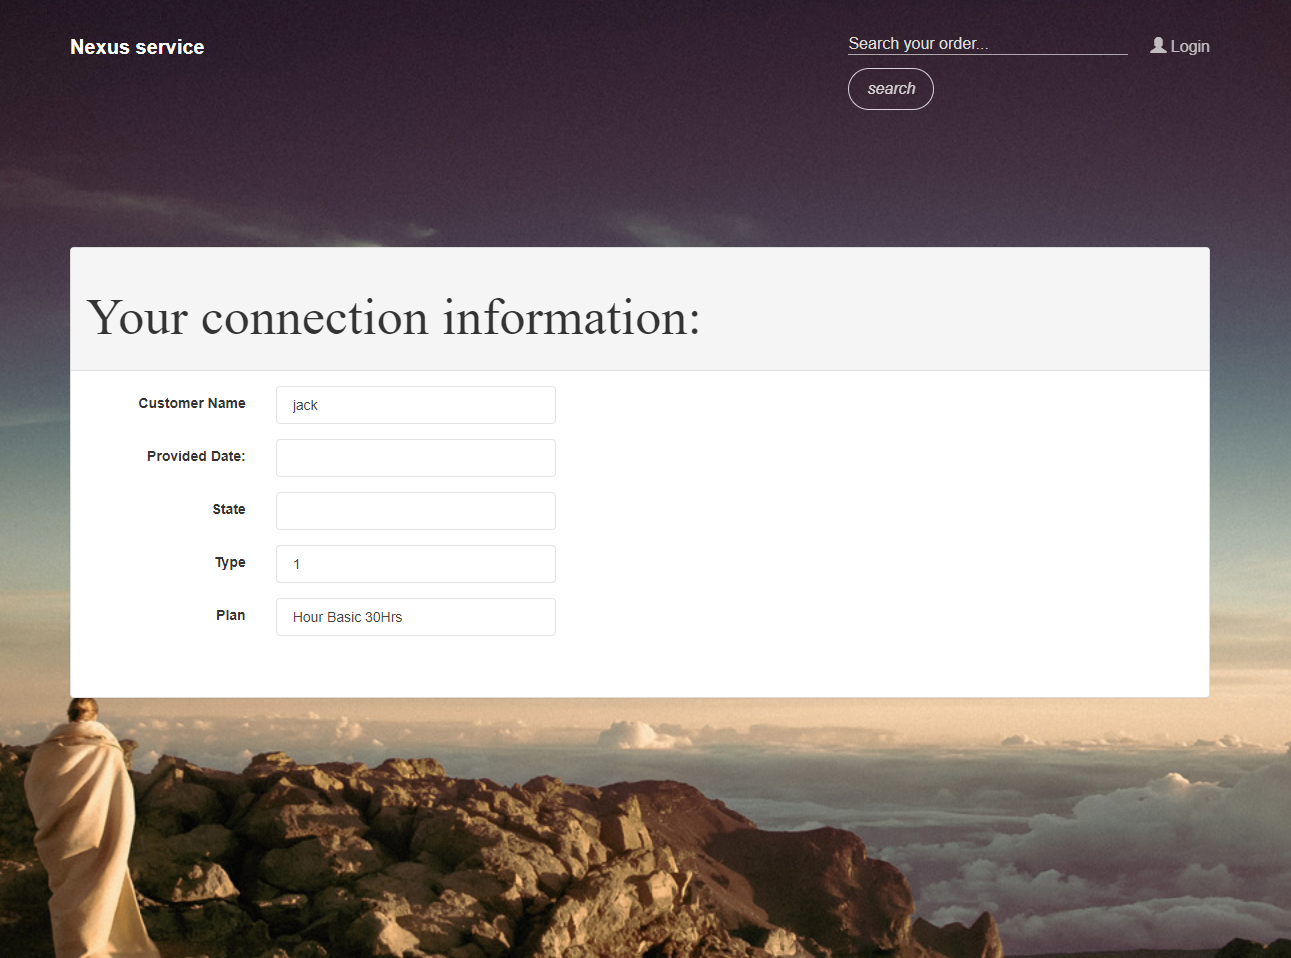 Nexus service
Search your order...
Login
search
Your connection information:
Customer Name
jack
Provided Date:
State
Type
1
Plan
Hour Basic 30Hrs